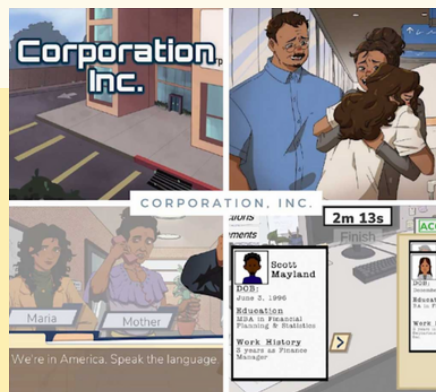 Corporation
Inc.
CORPORATION, INC.
Maria
Mother
We're in America. Speak the language.
2m 13s
Finish
Scott
Mayland
DOB:
June 3, 1996
Education
MBA in Financial
Planning & Statistics
Work History
3 years as Finance
Manager